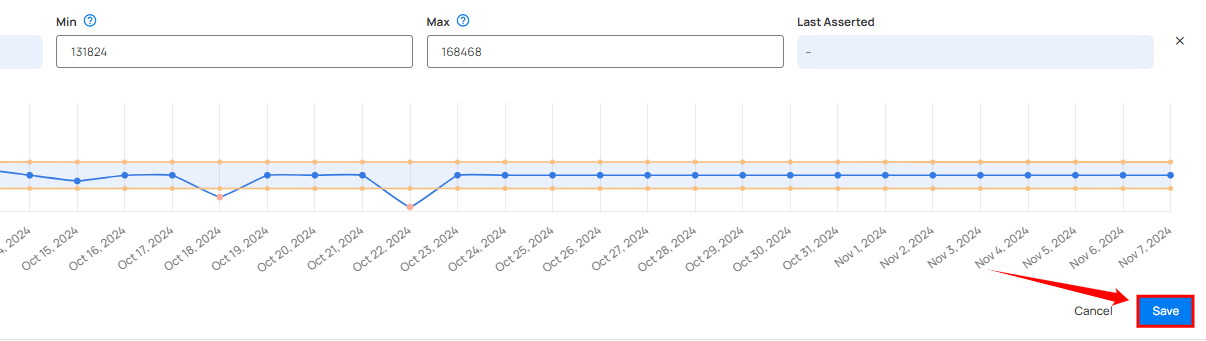 Min ?
Max ?
Last Asserted
131824
168468
–
4, 2024
Oct 15, 2024
Oct 16, 2024
Oct 17, 2024
Oct 18, 2024
Oct 19, 2024
Oct 20, 2024
Oct 21, 2024
Oct 22, 2024
Oct 23, 2024
Oct 24, 2024
Oct 25, 2024
Oct 26, 2024
Oct 27, 2024
Oct 28, 2024
Oct 29, 2024
Oct 30, 2024
Oct 31, 2024
Nov 1, 2024
Nov 2, 2024
Nov 3, 2024
Nov 4, 2024
Nov 5, 2024
Nov 6, 2024
Nov 7, 2024
Cancel
Save